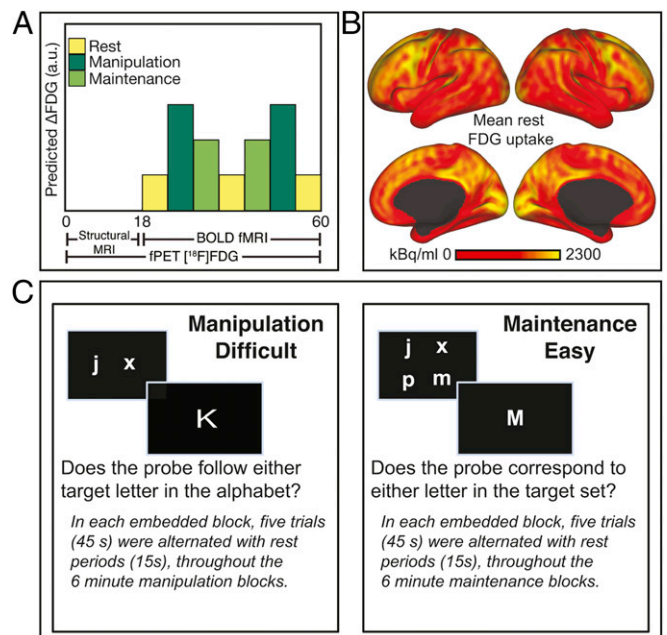 A
Predicted ΔFDG (a.u.)
Rest
Manipulation
Maintenance
0
18
60
Structural
MRI
BOLD fMRI
fPET [¹⁸F]FDG
B
Mean rest
FDG uptake
kBq/ml 0
2300
C
Manipulation
Difficult
j x
K
Does the probe follow either
target letter in the alphabet?
In each embedded block, five trials
(45 s) were alternated with rest
periods (15s), throughout the
6 minute manipulation blocks.
Maintenance
Easy
j x
p m
M
Does the probe correspond to
either letter in the target set?
In each embedded block, five trials
(45 s) were alternated with rest
periods (15s), throughout the
6 minute maintenance blocks.